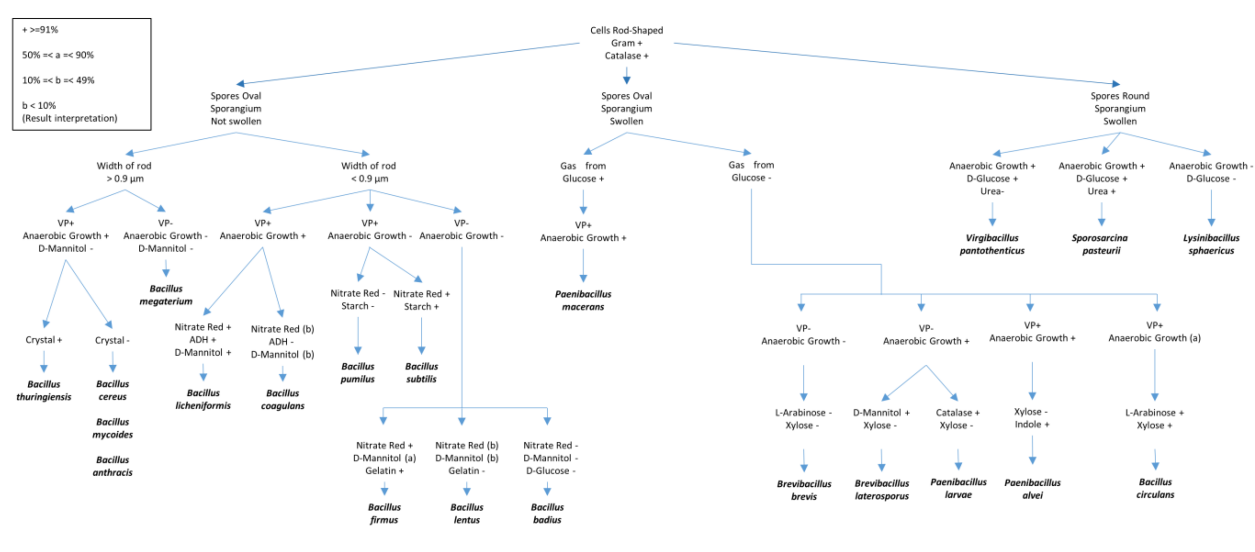 + >=91%
50% =< a =< 90%
10% =< b =< 49%
b < 10%
(Result interpretation)
Cells Rod-Shaped
Gram +
Catalase +
Spores Oval
Sporangium
Not swollen
Spores Oval
Sporangium
Swollen
Spores Round
Sporangium
Swollen
Width of rod
> 0.9 µm
Width of rod
< 0.9 µm
Gas from
Glucose +
Gas from
Glucose -
Anaerobic Growth +
D-Glucose +
Urea-
Anaerobic Growth +
D-Glucose +
Urea +
Anaerobic Growth -
D-Glucose -
VP+
Anaerobic Growth +
D-Mannitol -
VP-
Anaerobic Growth -
D-Mannitol -
VP+
Anaerobic Growth +
VP+
Anaerobic Growth -
VP-
Anaerobic Growth -
VP+
Anaerobic Growth +
Virgibacillus
pantothenticus
Sporosarcina
pasteurii
Lysinibacillus
sphaericus
Bacillus
megaterium
Nitrate Red -
Starch -
Nitrate Red +
Starch +
Paenibacillus
macerans
Crystal +
Crystal -
Nitrate Red +
ADH +
D-Mannitol +
Nitrate Red (b)
ADH -
D-Mannitol (b)
VP-
Anaerobic Growth -
VP-
Anaerobic Growth +
VP+
Anaerobic Growth +
VP+
Anaerobic Growth (a)
Bacillus
thuringiensis
Bacillus
cereus
Bacillus
mycoides
Bacillus
anthracis
Bacillus
licheniformis
Bacillus
coagulans
Bacillus
pumilus
Bacillus
subtilis
L-Arabinose -
Xylose -
D-Mannitol +
Xylose -
Catalase +
Xylose -
Xylose -
Indole +
L-Arabinose +
Xylose +
Nitrate Red +
D-Mannitol (a)
Gelatin +
Nitrate Red (b)
D-Mannitol (b)
Gelatin -
Nitrate Red -
D-Mannitol -
D-Glucose -
Brevibacillus
brevis
Brevibacillus
laterosporus
Paenibacillus
larvae
Paenibacillus
alvei
Bacillus
circulans
Bacillus
firmus
Bacillus
lentus
Bacillus
badius